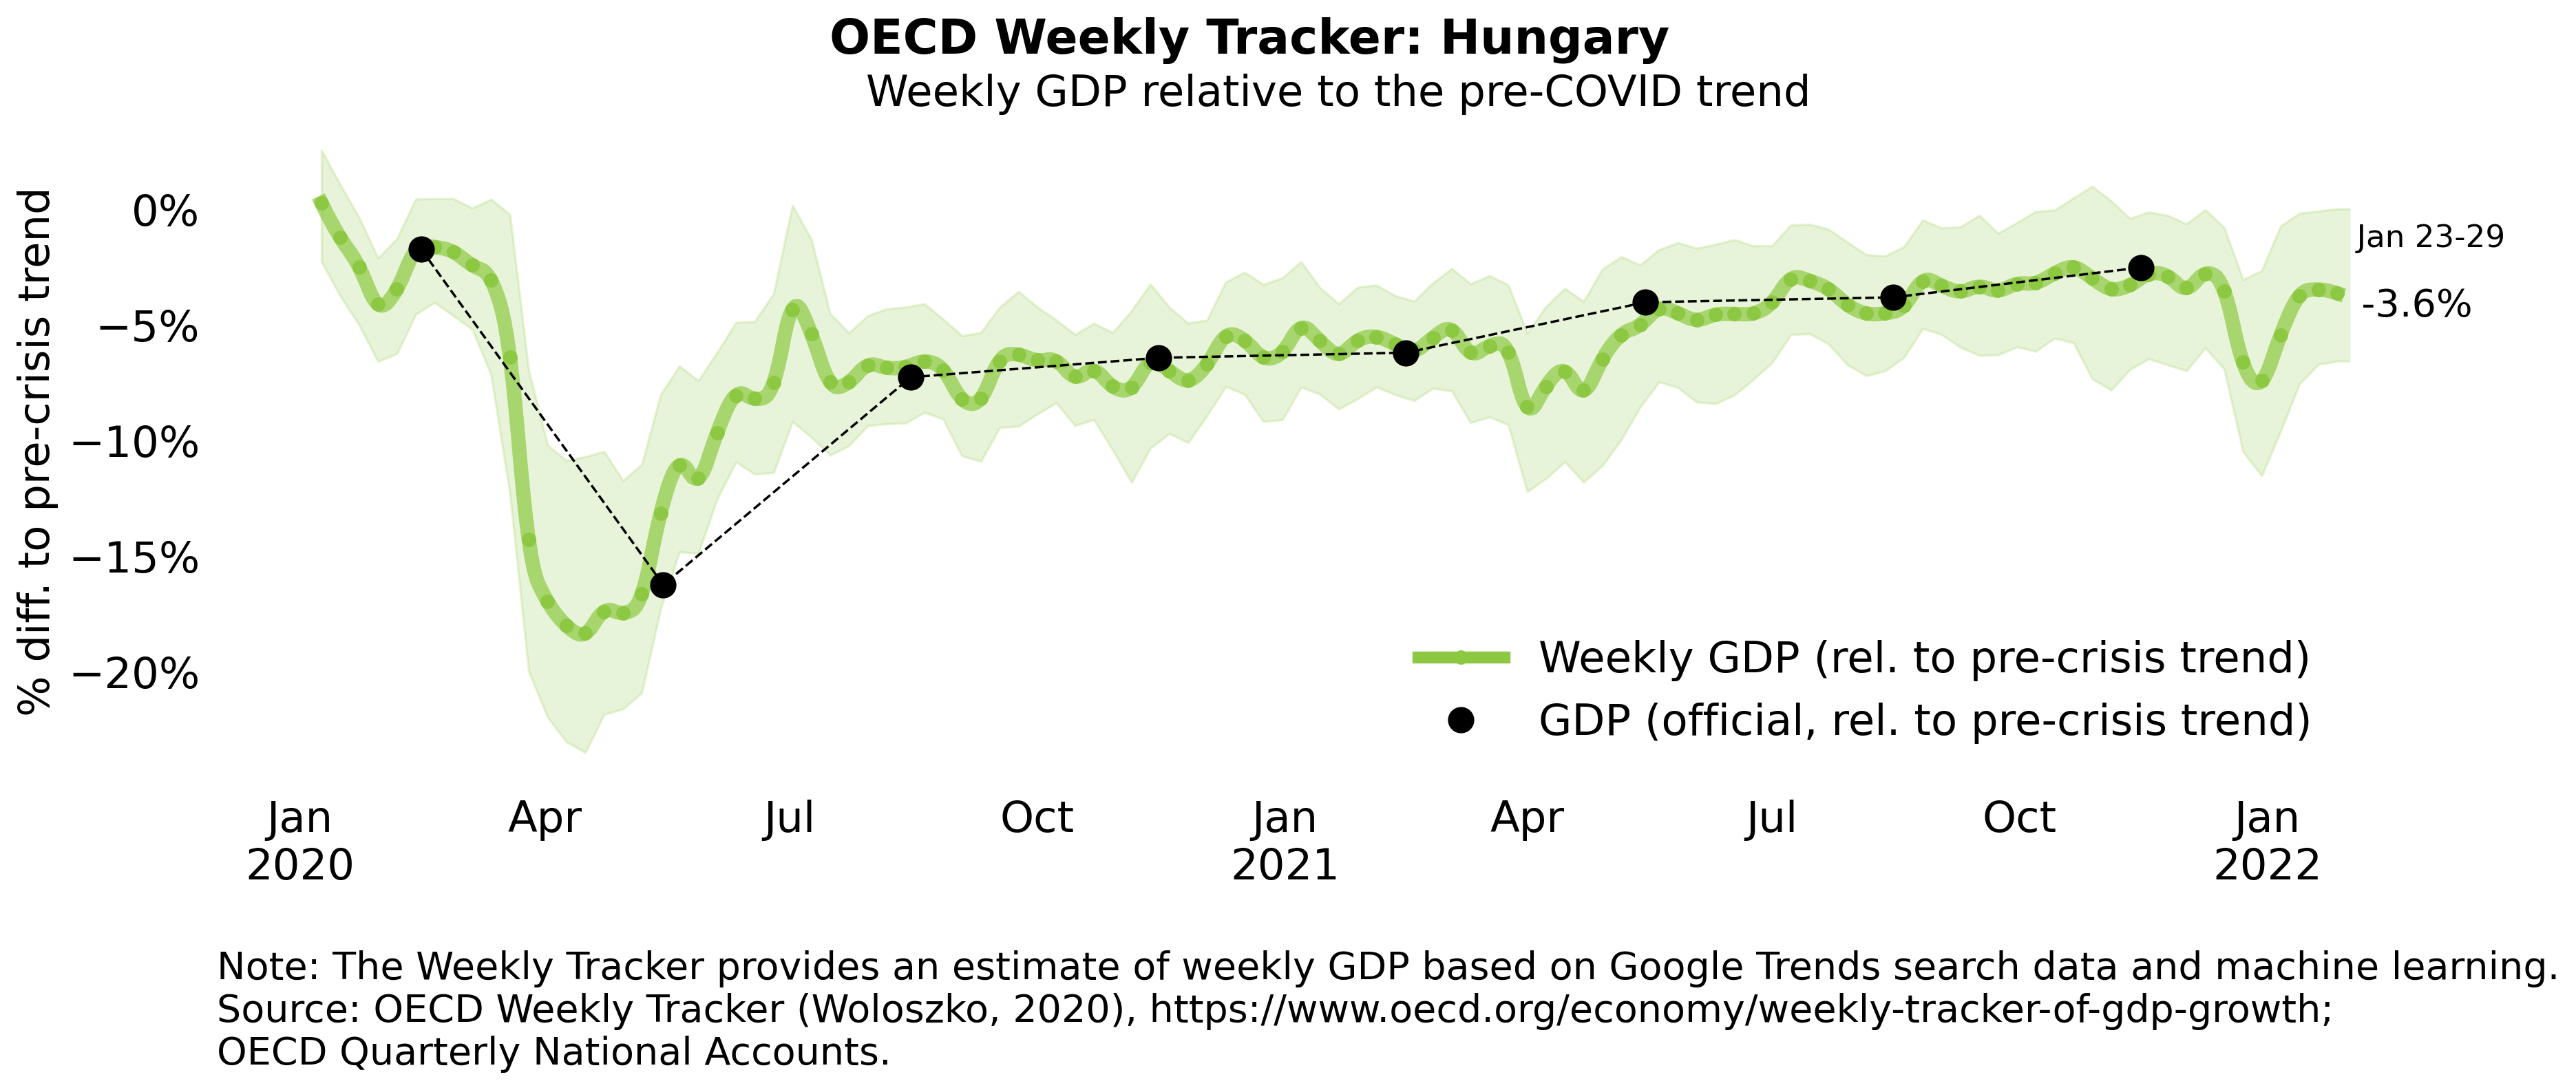 OECD Weekly Tracker: Hungary
Weekly GDP relative to the pre-COVID trend
% diff. to pre-crisis trend
0%
−5%
−10%
−15%
−20%
Jan 23-29
-3.6%
Weekly GDP (rel. to pre-crisis trend)
GDP (official, rel. to pre-crisis trend)
Jan Apr Jul Oct Jan Apr Jul Oct Jan
2020 2021 2022
Note: The Weekly Tracker provides an estimate of weekly GDP based on Google Trends search data and machine learning.
Source: OECD Weekly Tracker (Woloszko, 2020), https://www.oecd.org/economy/weekly-tracker-of-gdp-growth;
OECD Quarterly National Accounts.